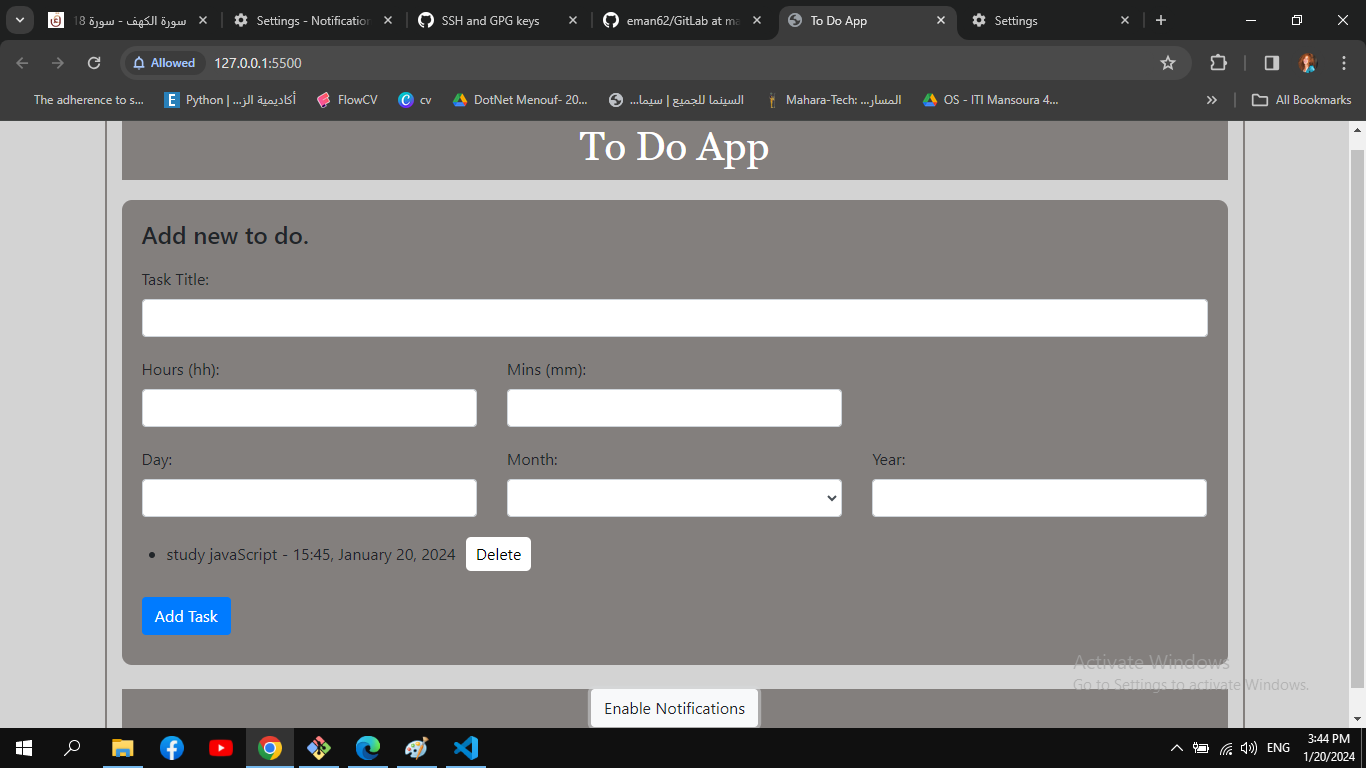 سورة الكهف - سورة 18
Settings - Notification
SSH and GPG keys
eman62/GitLab at ma
To Do App
Settings
Allowed
127.0.0.1:5500
The adherence to s...
Python | أكاديمية الز...
FlowCV
cv
DotNet Menouf- 20...
السينما للجميع | سيما...
Mahara-Tech: المسار...
OS - ITI Mansoura 4...
All Bookmarks
To Do App
Add new to do.
Task Title:
Hours (hh):
Mins (mm):
Day:
Month:
Year:
study javaScript - 15:45, January 20, 2024 Delete
Add Task
Activate Windows
Go to Settings to activate Windows.
Enable Notifications
ENG
3:44 PM
1/20/2024